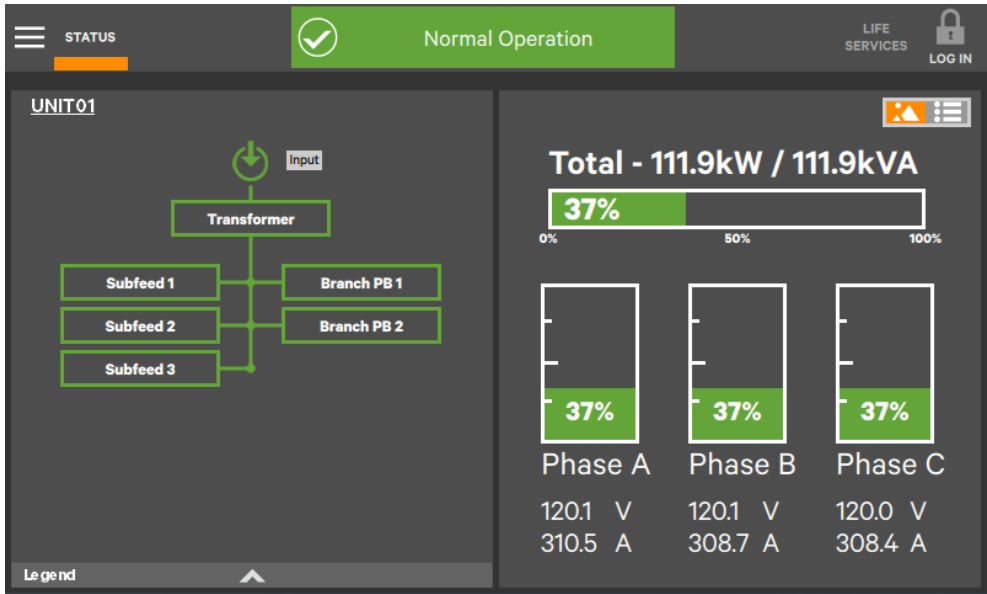 STATUS
Normal Operation
LIFE
SERVICES
LOG IN
UNIT01
Input
Transformer
Subfeed 1
Branch PB 1
Subfeed 2
Branch PB 2
Subfeed 3
Legend
Total - 111.9kW / 111.9kVA
37%
0% 50% 100%
37% 37% 37%
Phase A Phase B Phase C
120.1 V 120.1 V 120.0 V
310.5 A 308.7 A 308.4 A